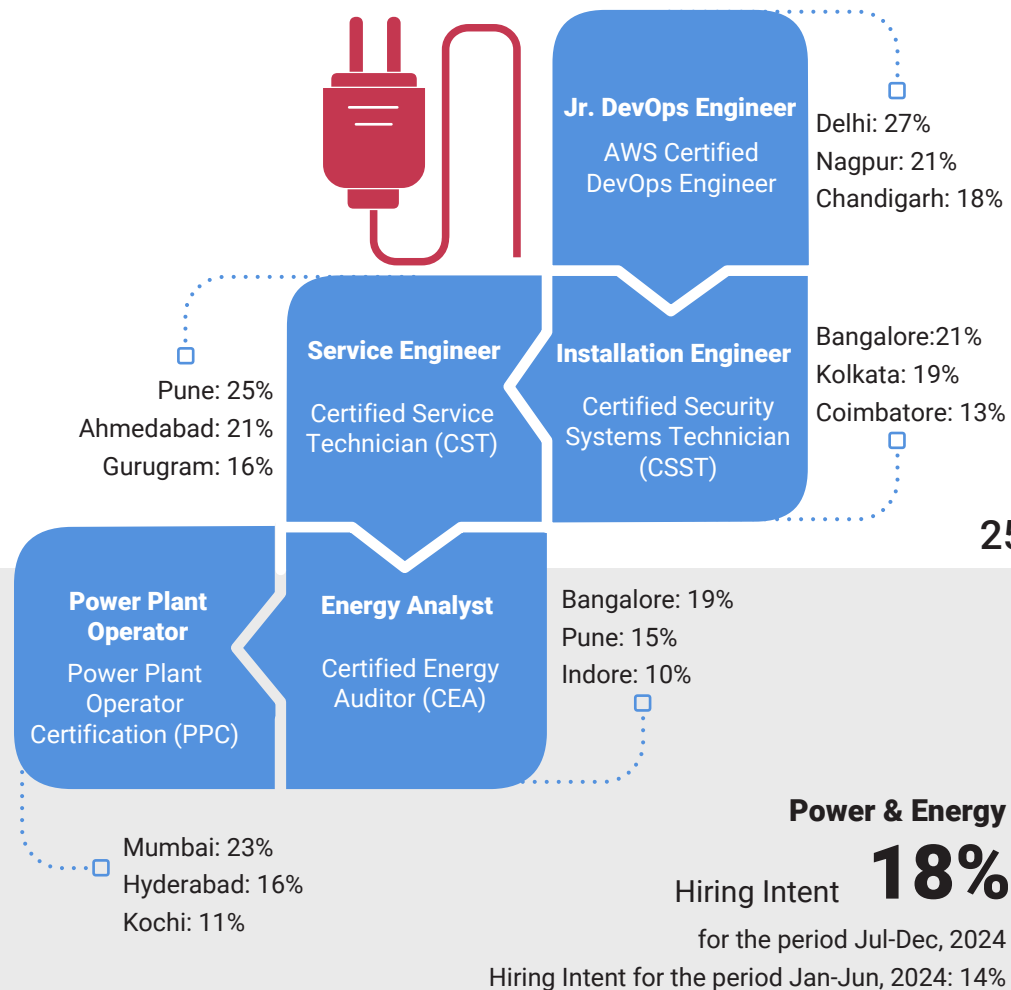 Jr. DevOps Engineer
AWS Certified
DevOps Engineer
Delhi: 27%
Nagpur: 21%
Chandigarh: 18%
Service Engineer
Certified Service
Technician (CST)
Pune: 25%
Ahmedabad: 21%
Gurugram: 16%
Installation Engineer
Certified Security
Systems Technician
(CSST)
Bangalore:21%
Kolkata: 19%
Coimbatore: 13%
25
Power Plant
Operator
Power Plant
Operator
Certification (PPC)
Energy Analyst
Certified Energy
Auditor (CEA)
Bangalore: 19%
Pune: 15%
Indore: 10%
Mumbai: 23%
Hyderabad: 16%
Kochi: 11%
Power & Energy
Hiring Intent 18%
for the period Jul-Dec, 2024
Hiring Intent for the period Jan-Jun, 2024: 14%